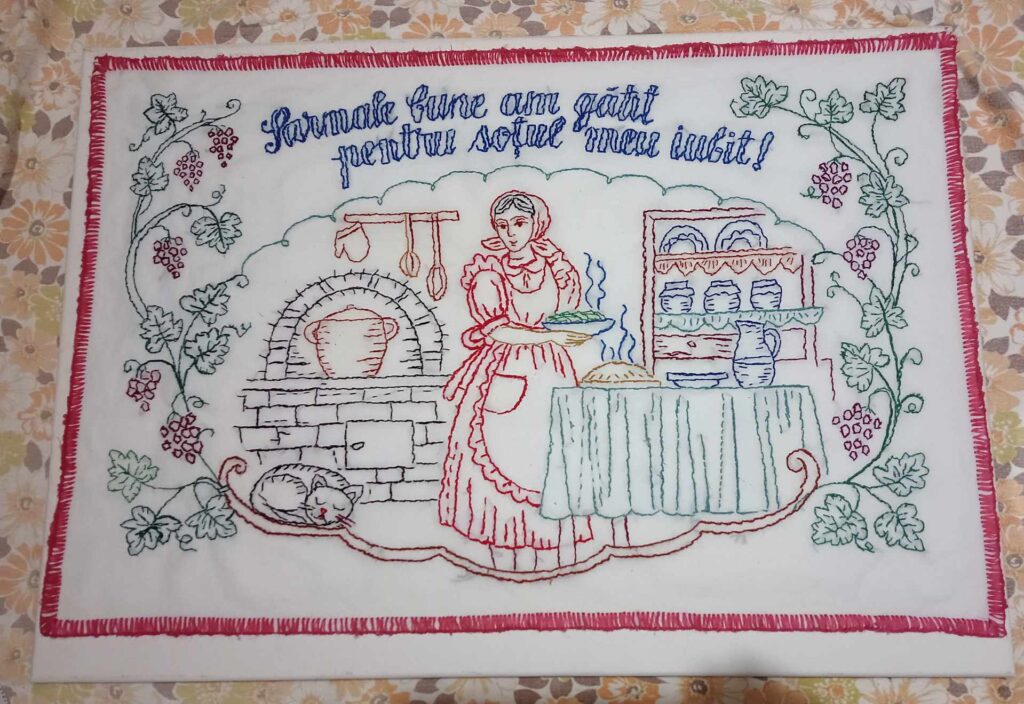 Sarmale bune am gătit
pentru soțul meu iubit!